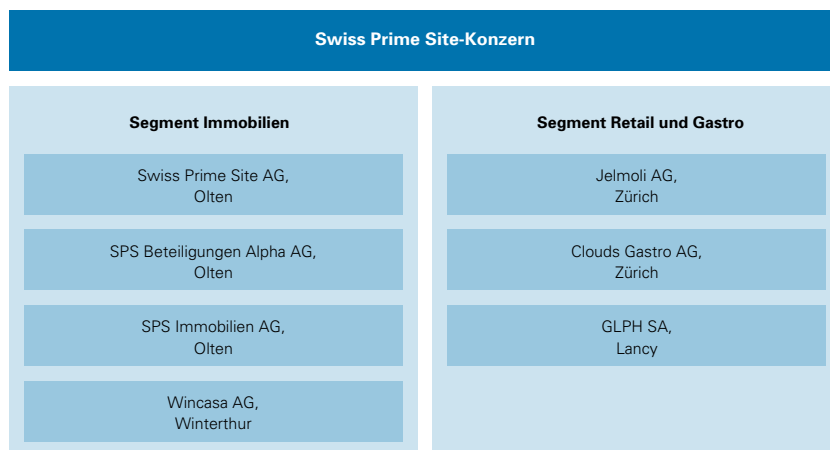 Swiss Prime Site-Konzern
Segment Immobilien
Swiss Prime Site AG,
Olten
SPS Beteiligungen Alpha AG,
Olten
SPS Immobilien AG,
Olten
Wincasa AG,
Winterthur
Segment Retail und Gastro
Jelmoli AG,
Zürich
Clouds Gastro AG,
Zürich
GLPH SA,
Lancy